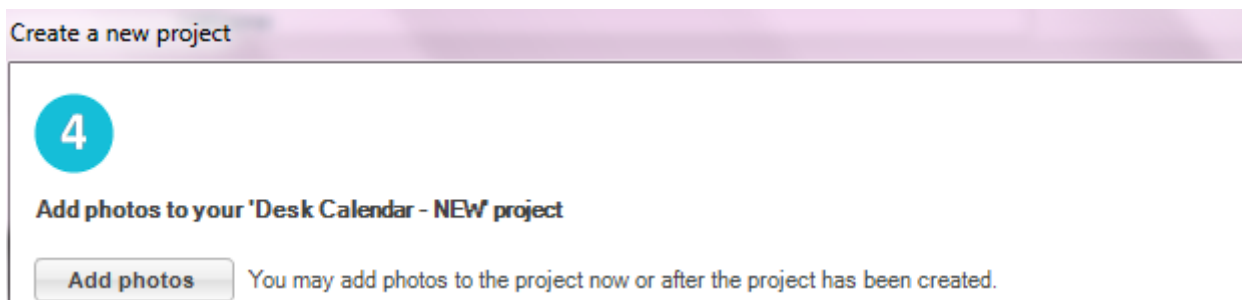 Create a new project
4
Add photos to your 'Desk Calendar - NEW' project
Add photos You may add photos to the project now or after the project has been created.